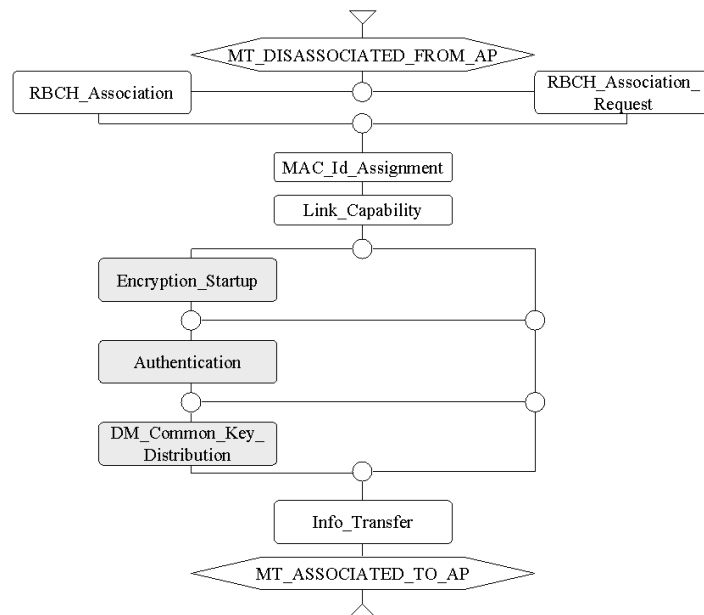 MT_DISASSOCIATED_FROM_AP
RBCH_Association
RBCH_Association_
Request
MAC_Id_Assignment
Link_Capability
Encryption_Startup
Authentication
DM_Common_Key_
Distribution
Info_Transfer
MT_ASSOCIATED_TO_AP